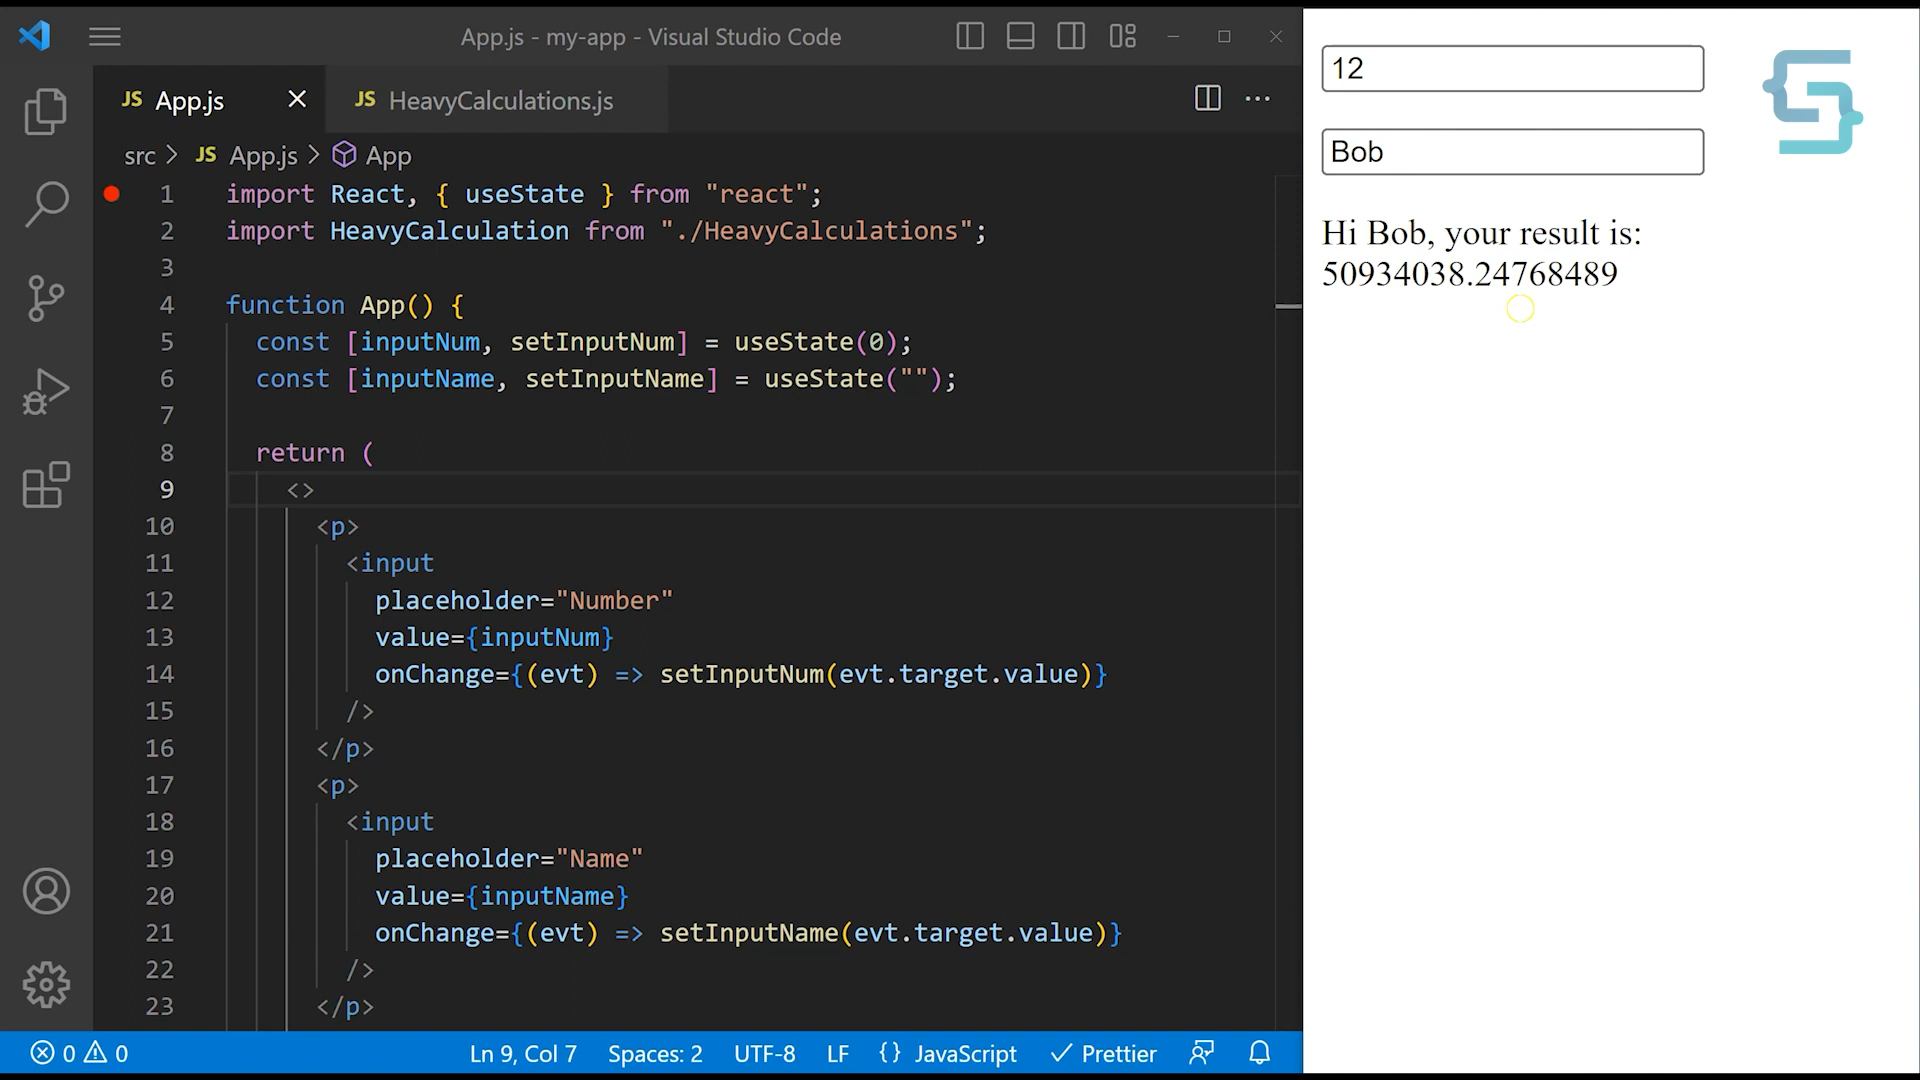 App.js - my-app - Visual Studio Code
JS App.js
JS HeavyCalculations.js
src > JS App.js > App
1 import React, { useState } from "react";
2 import HeavyCalculation from "./HeavyCalculations";
3
4 function App() {
5 const [inputNum, setInputNum] = useState(0);
6 const [inputName, setInputName] = useState("");
7
8 return (
9 <>
10 <p>
11 <input
12 placeholder="Number"
13 value={inputNum}
14 onChange={(evt) => setInputNum(evt.target.value)}
15 />
16 </p>
17 <p>
18 <input
19 placeholder="Name"
20 value={inputName}
21 onChange={(evt) => setInputName(evt.target.value)}
22 />
23 </p>
0 0 Ln 9, Col 7 Spaces: 2 UTF-8 LF {} JavaScript Prettier
12
Bob
Hi Bob, your result is:
50934038.24768489